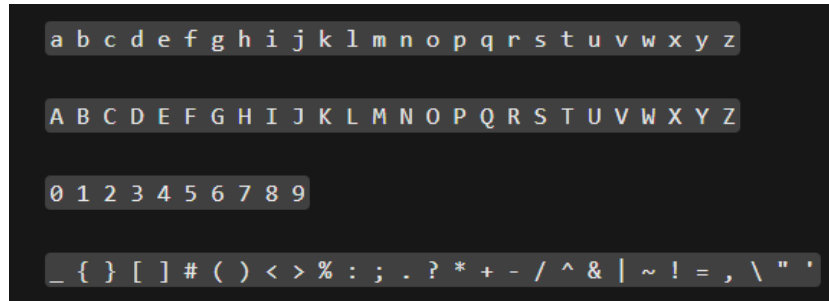 a b c d e f g h i j k l m n o p q r s t u v w x y z
A B C D E F G H I J K L M N O P Q R S T U V W X Y Z
0 1 2 3 4 5 6 7 8 9
_ { } [ ] # ( ) < > % : ; . ? * + - / ^ & | ~ ! = , \ " '